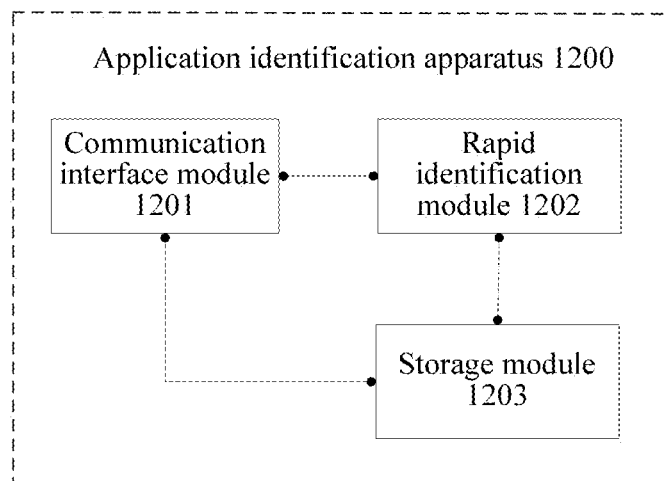 Application identification apparatus 1200
Communication
interface module
1201
Rapid
identification
module 1202
Storage module
1203